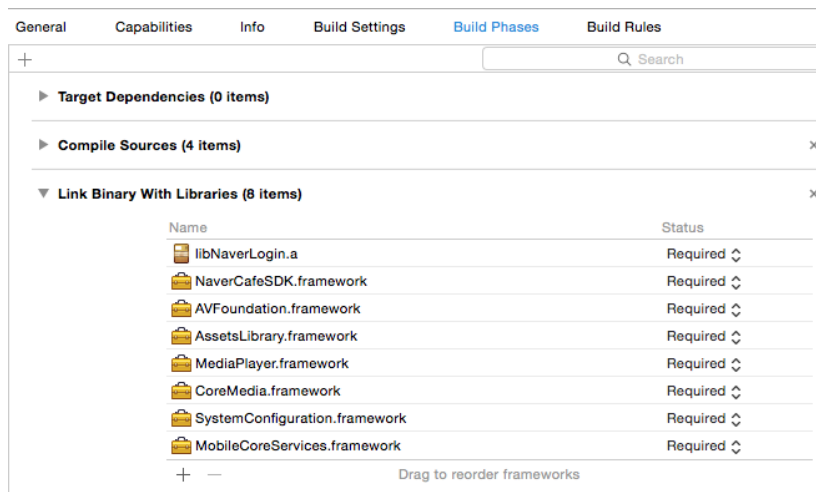 General Capabilities Info Build Settings Build Phases Build Rules
Search
Target Dependencies (0 items)
Compile Sources (4 items)
Link Binary With Libraries (8 items)
Name Status
libNaverLogin.a Required
NaverCafeSDK.framework Required
AVFoundation.framework Required
AssetsLibrary.framework Required
MediaPlayer.framework Required
CoreMedia.framework Required
SystemConfiguration.framework Required
MobileCoreServices.framework Required
Drag to reorder frameworks